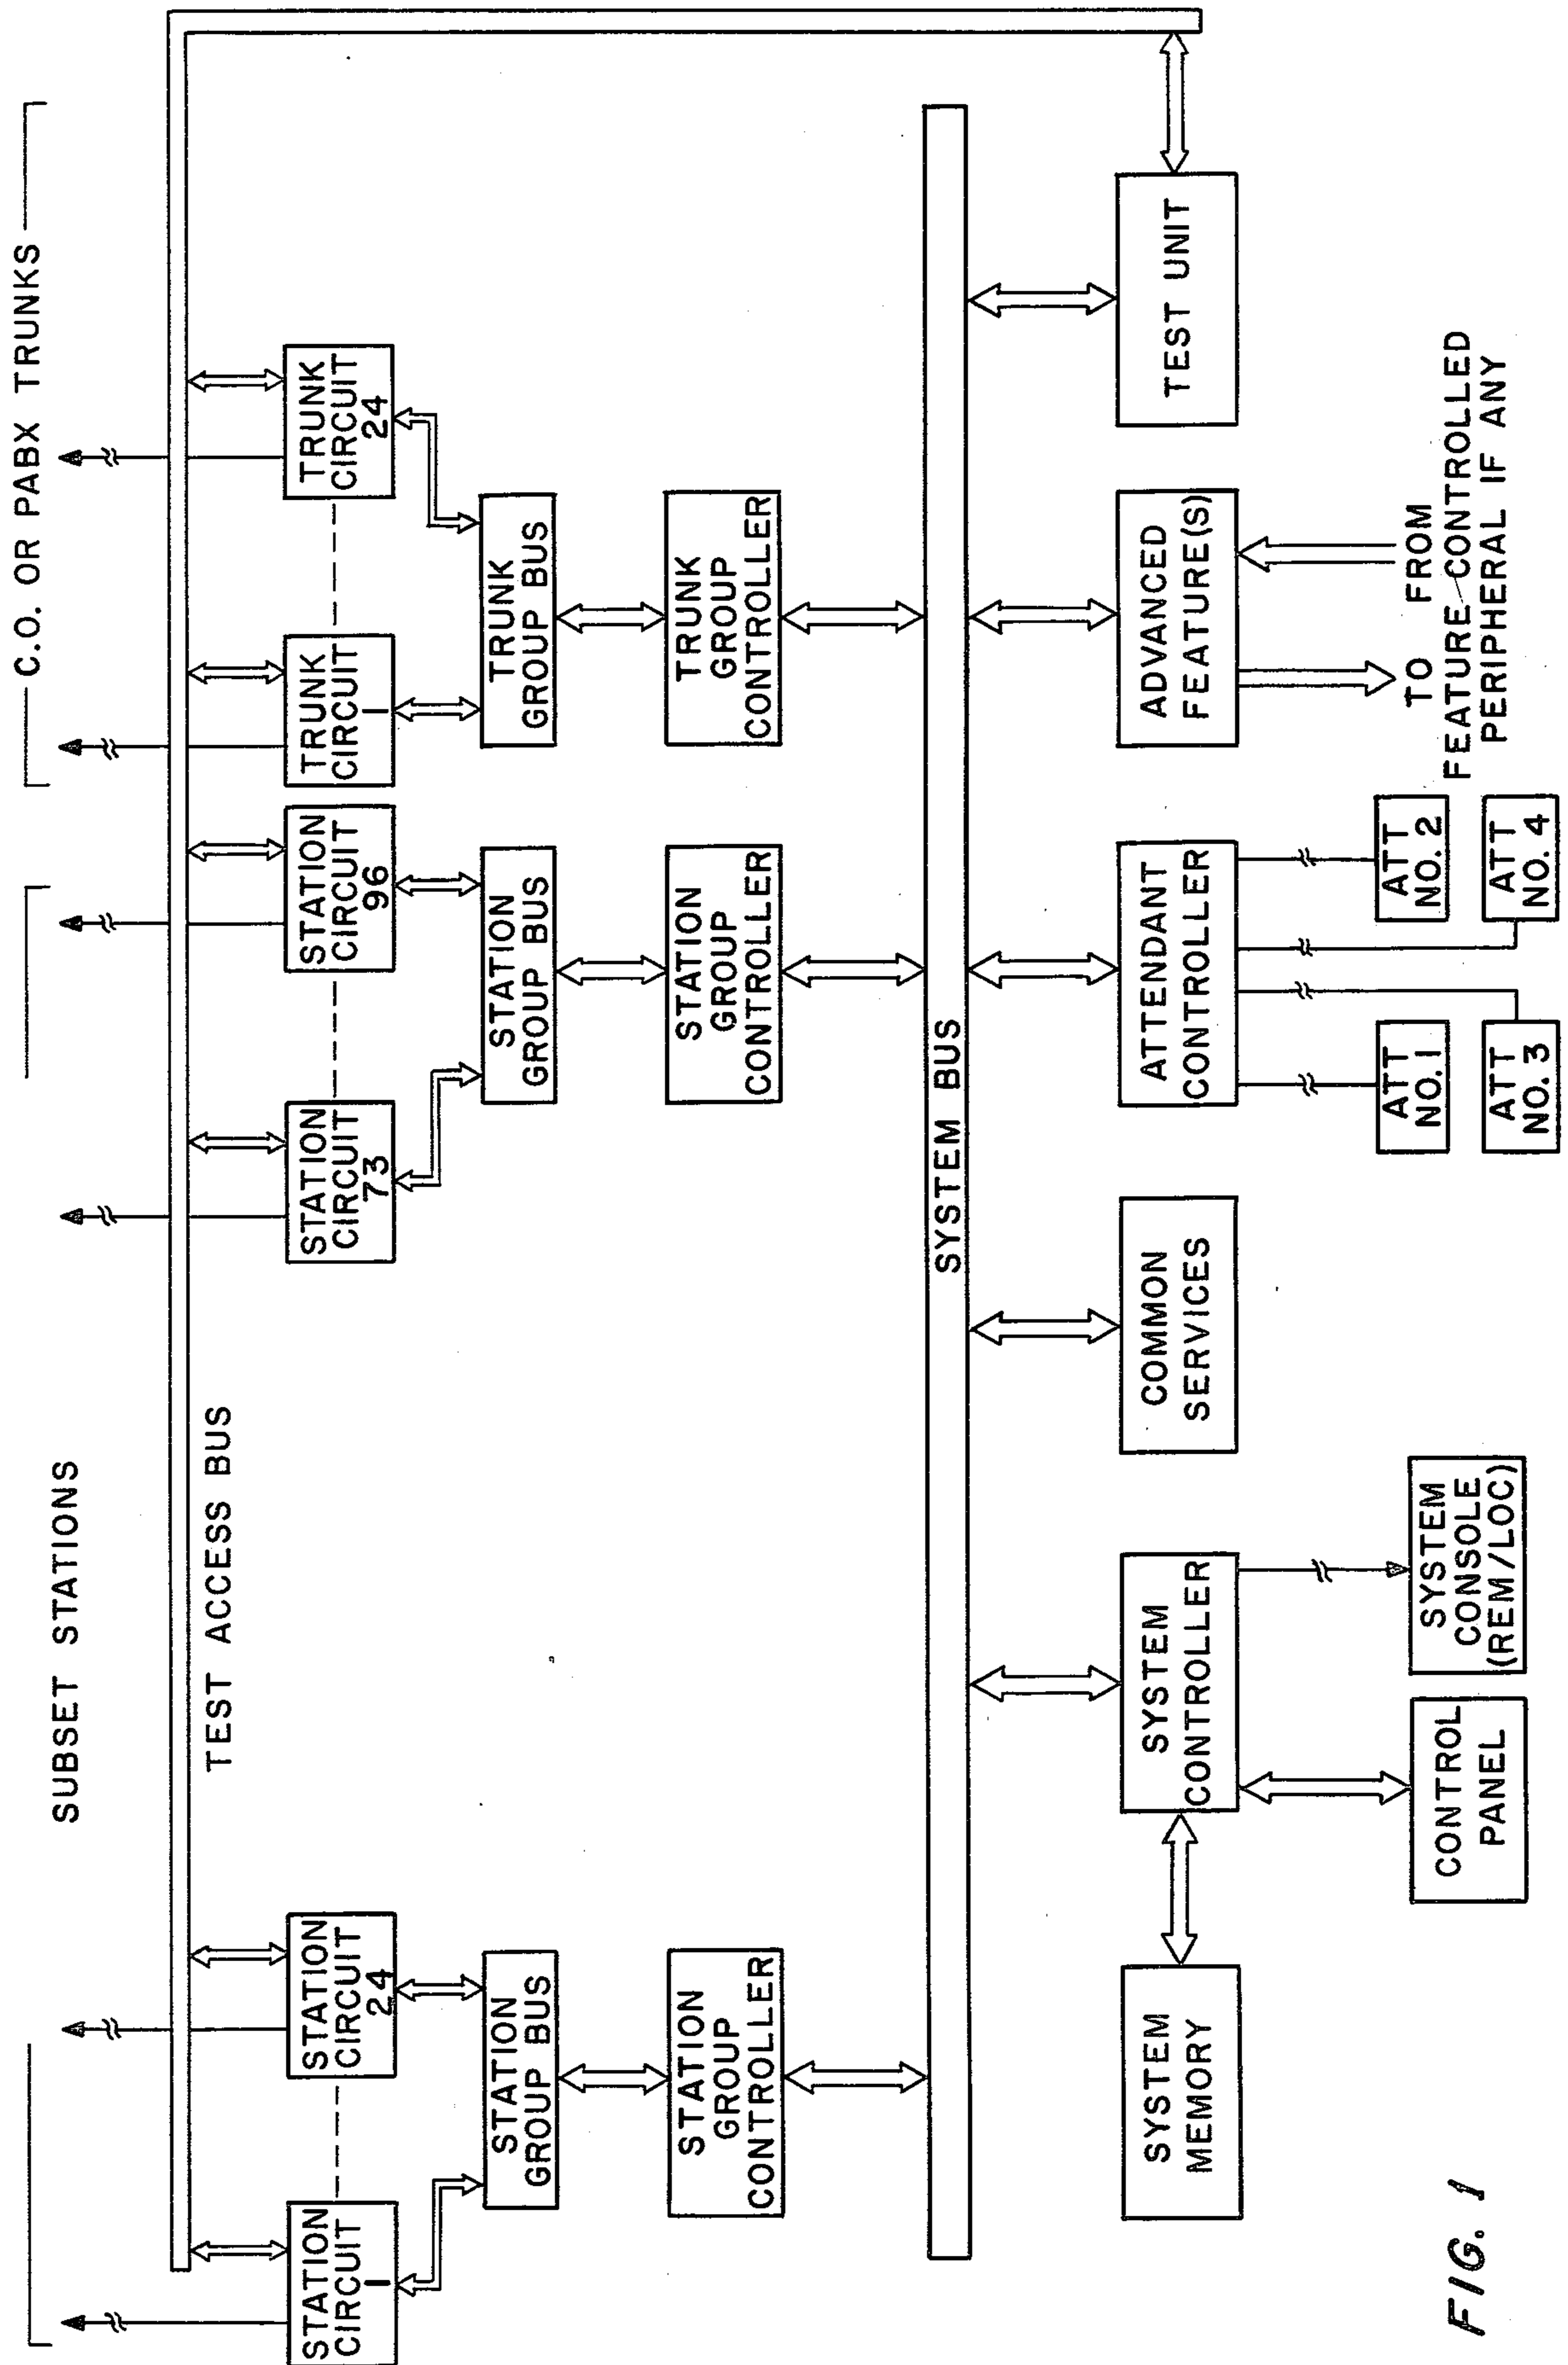 SUBSET STATIONS
C.O. OR PABX TRUNKS
TEST ACCESS BUS
STATION
CIRCUIT
1
STATION
CIRCUIT
24
STATION
CIRCUIT
73
STATION
CIRCUIT
96
TRUNK
CIRCUIT
1
TRUNK
CIRCUIT
24
STATION
GROUP BUS
STATION
GROUP BUS
TRUNK
GROUP BUS
STATION
GROUP
CONTROLLER
STATION
GROUP
CONTROLLER
TRUNK
GROUP
CONTROLLER
SYSTEM BUS
SYSTEM
MEMORY
SYSTEM
CONTROLLER
COMMON
SERVICES
ATTENDANT
CONTROLLER
ADVANCED
FEATURE(S)
TEST UNIT
CONTROL
PANEL
SYSTEM
CONSOLE
(REM/LOC)
ATT
NO. 1
ATT
NO. 2
ATT
NO. 3
ATT
NO. 4
TO FROM
FEATURE CONTROLLED
PERIPHERAL IF ANY
FIG. 1